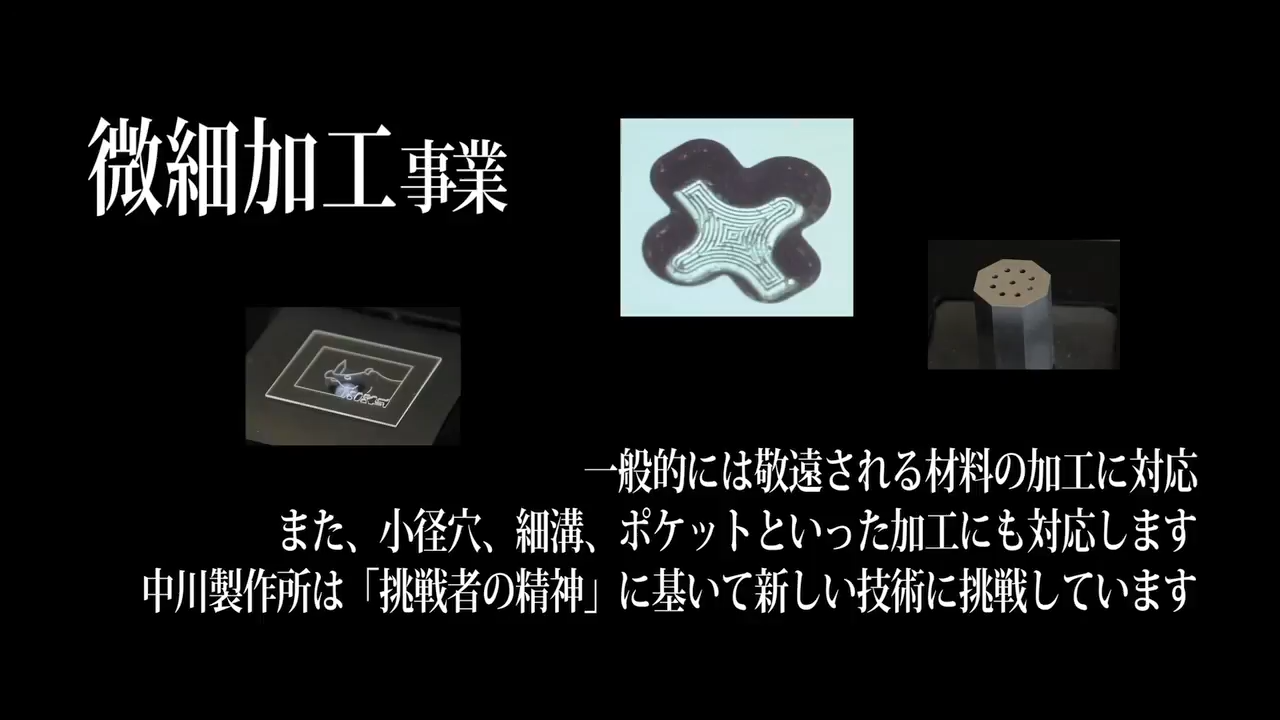 微細加工事業
一般的には敬遠される材料の加工に対応
また、小径穴、細溝、ポケットといった加工にも対応します
中川製作所は「挑戦者の精神」に基いて新しい技術に挑戦しています